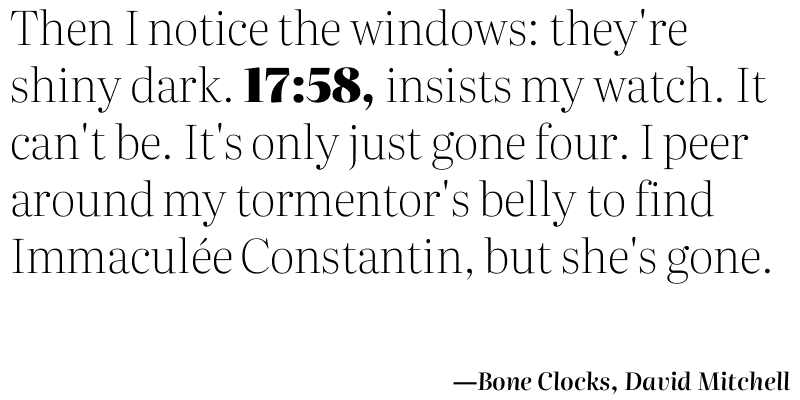 Then I notice the windows: they're
shiny dark. 17:58, insists my watch. It
can't be. It's only just gone four. I peer
around my tormentor's belly to find
Immaculée Constantin, but she's gone.
—Bone Clocks, David Mitchell